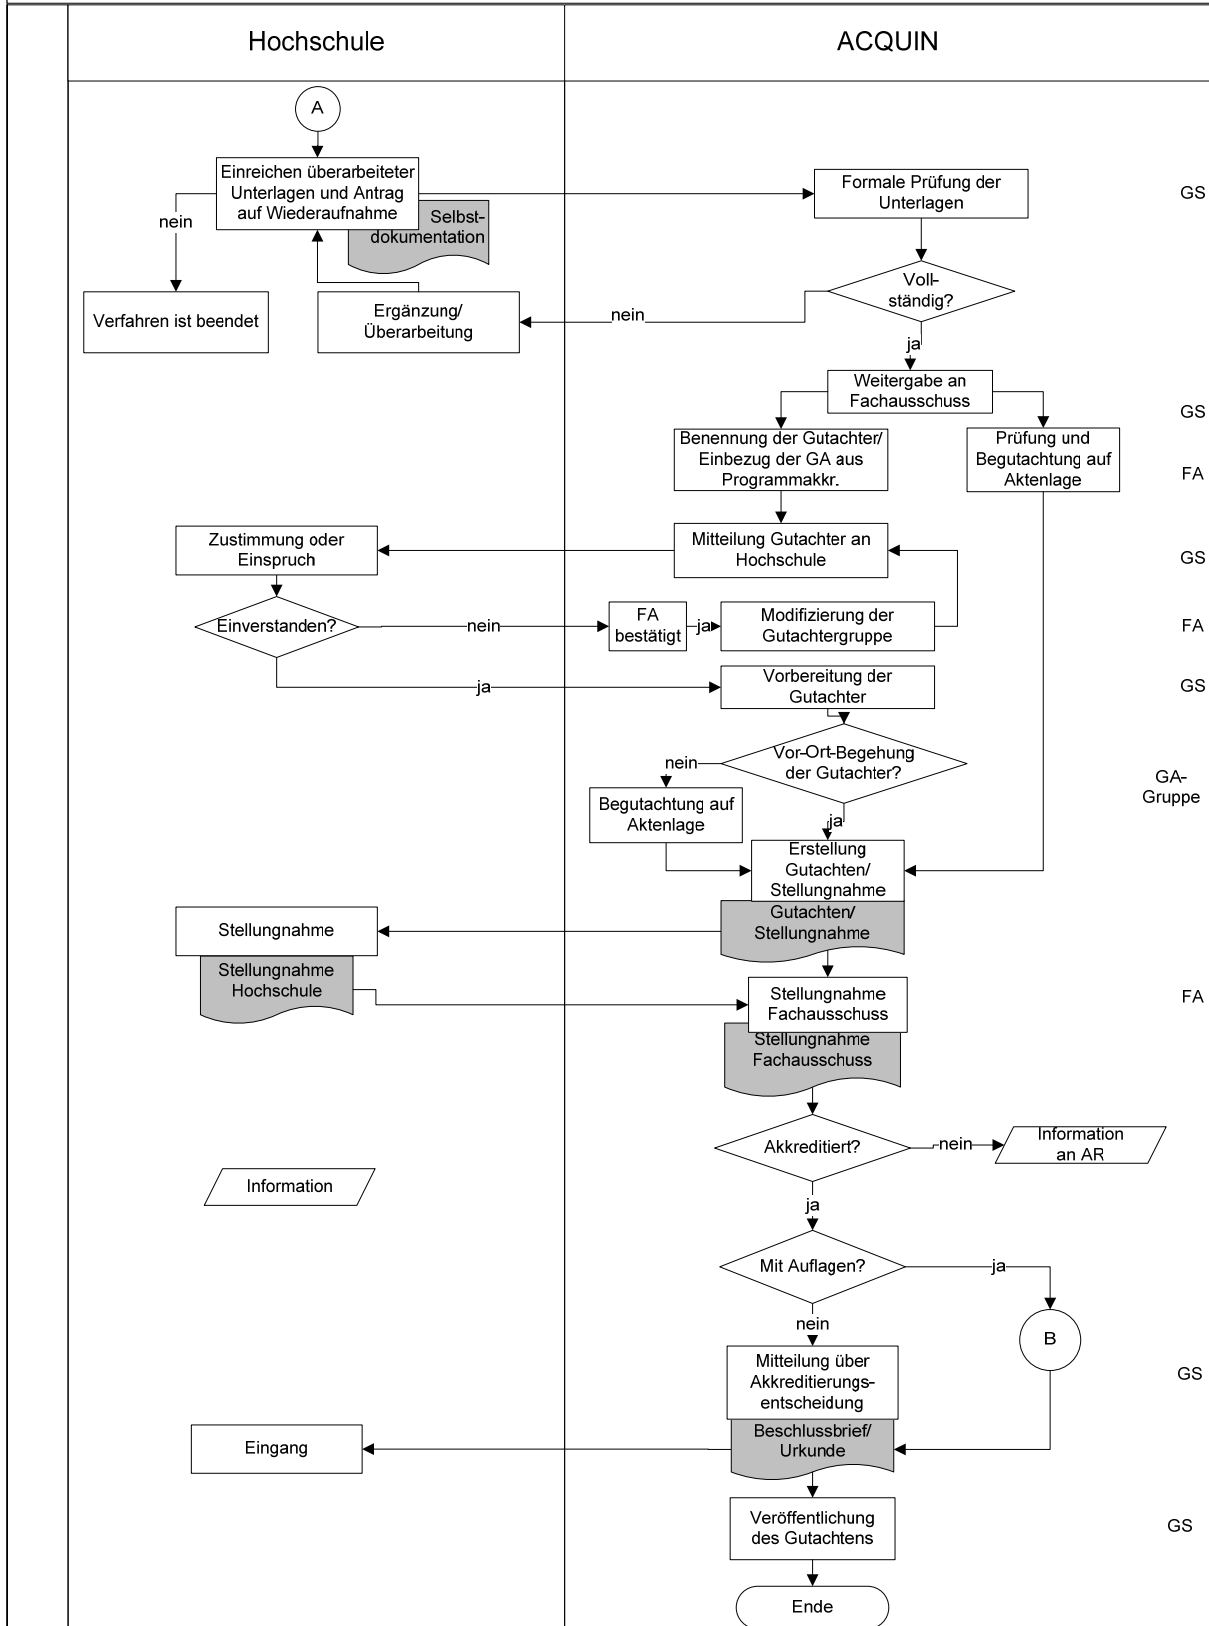 Hochschule
ACQUIN
A
Einreichen überarbeiteter
Unterlagen und Antrag
auf Wiederaufnahme
Formale Prüfung der
Unterlagen
GS
nein
Selbst-
dokumentation
Voll-
ständig?
Verfahren ist beendet
Ergänzung/
Überarbeitung
nein
ja
Weitergabe an
Fachausschuss
GS
Benennung der Gutachter/
Einbezug der GA aus
Programmakkr.
Prüfung und
Begutachtung auf
Aktenlage
FA
Zustimmung oder
Einspruch
Mitteilung Gutachter an
Hochschule
GS
Einverstanden?
nein
FA
bestätigt
ja
Modifizierung der
Gutachtergruppe
FA
ja
Vorbereitung der
Gutachter
GS
Vor-Ort-Begehung
der Gutachter?
nein
GA-
Gruppe
Begutachtung auf
Aktenlage
ja
Erstellung
Gutachten/
Stellungnahme
Gutachten/
Stellungnahme
Stellungnahme
Stellungnahme
Hochschule
Stellungnahme
Fachausschuss
FA
Stellungnahme
Fachausschuss
Akkreditiert?
nein
Information
an AR
Information
ja
Mit Auflagen?
ja
nein
B
Mitteilung über
Akkreditierungs-
entscheidung
GS
Beschlussbrief/
Urkunde
Eingang
Veröffentlichung
des Gutachtens
GS
Ende